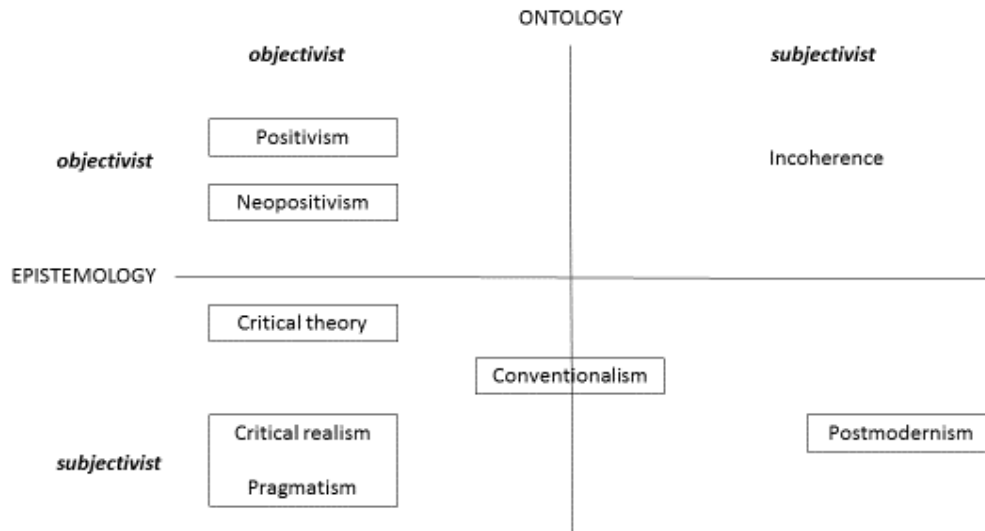 ONTOLOGY
objectivist
subjectivist
Positivism
objectivist
Incoherence
Neopositivism
EPISTEMOLOGY
Critical theory
Conventionalism
Critical realism
Postmodernism
subjectivist
Pragmatism